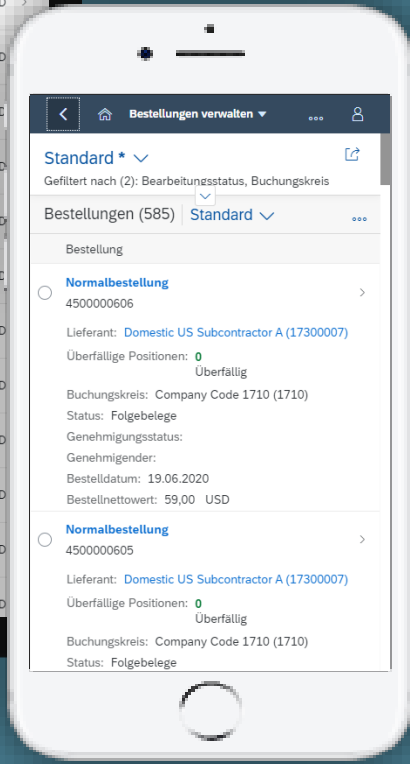 Bestellungen verwalten
Standard *
Gefiltert nach (2): Bearbeitungsstatus, Buchungskreis
Bestellungen (585) Standard
Bestellung
Normalbestellung
4500000606
Lieferant: Domestic US Subcontractor A (17300007)
Überfällige Positionen: 0
Überfällig
Buchungskreis: Company Code 1710 (1710)
Status: Folgebelege
Genehmigungsstatus:
Genehmigender:
Bestelldatum: 19.06.2020
Bestellnettowert: 59,00 USD
Normalbestellung
4500000605
Lieferant: Domestic US Subcontractor A (17300007)
Überfällige Positionen: 0
Überfällig
Buchungskreis: Company Code 1710 (1710)
Status: Folgebelege